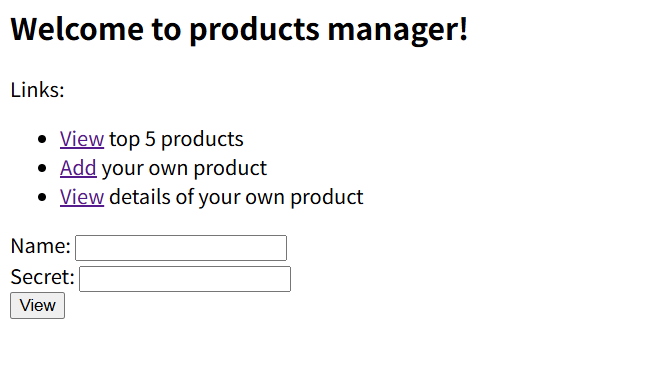 Welcome to products manager!
Links:
View top 5 products
Add your own product
View details of your own product
Name:
Secret:
View